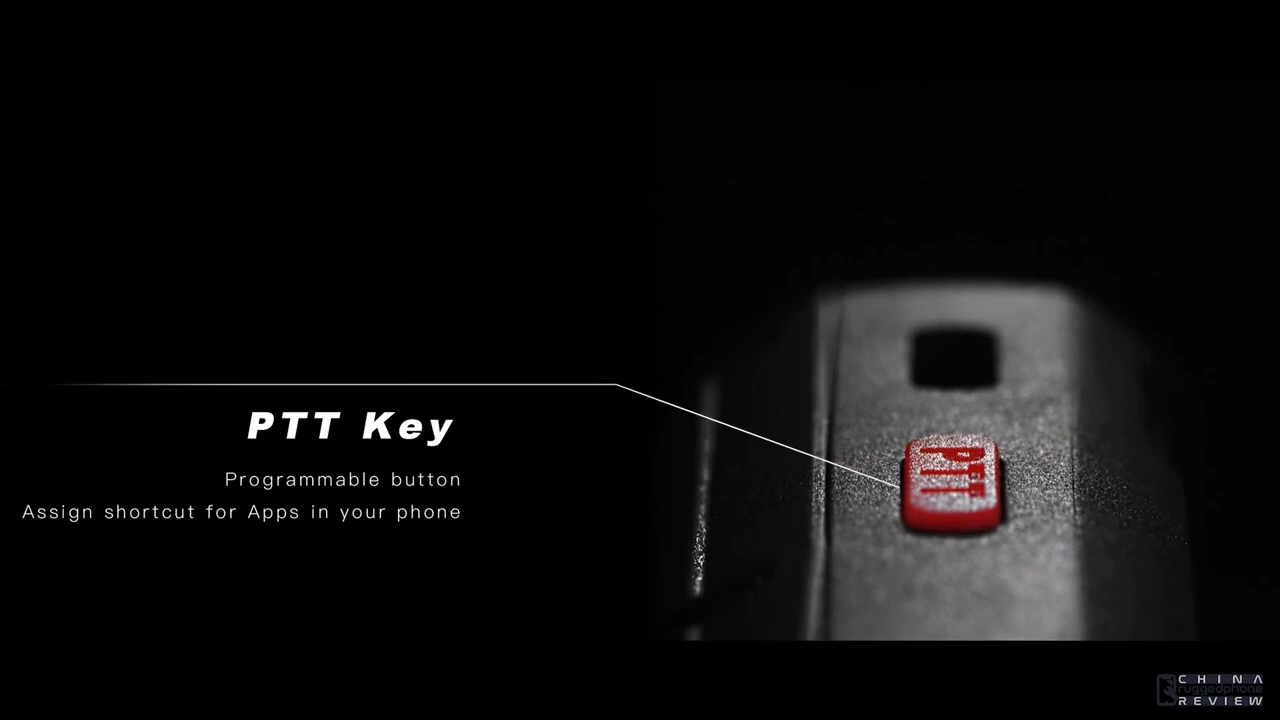 PTT Key
Programmable button
Assign shortcut for Apps in your phone
PTT
CHINA
ruggedphone
REVIEW